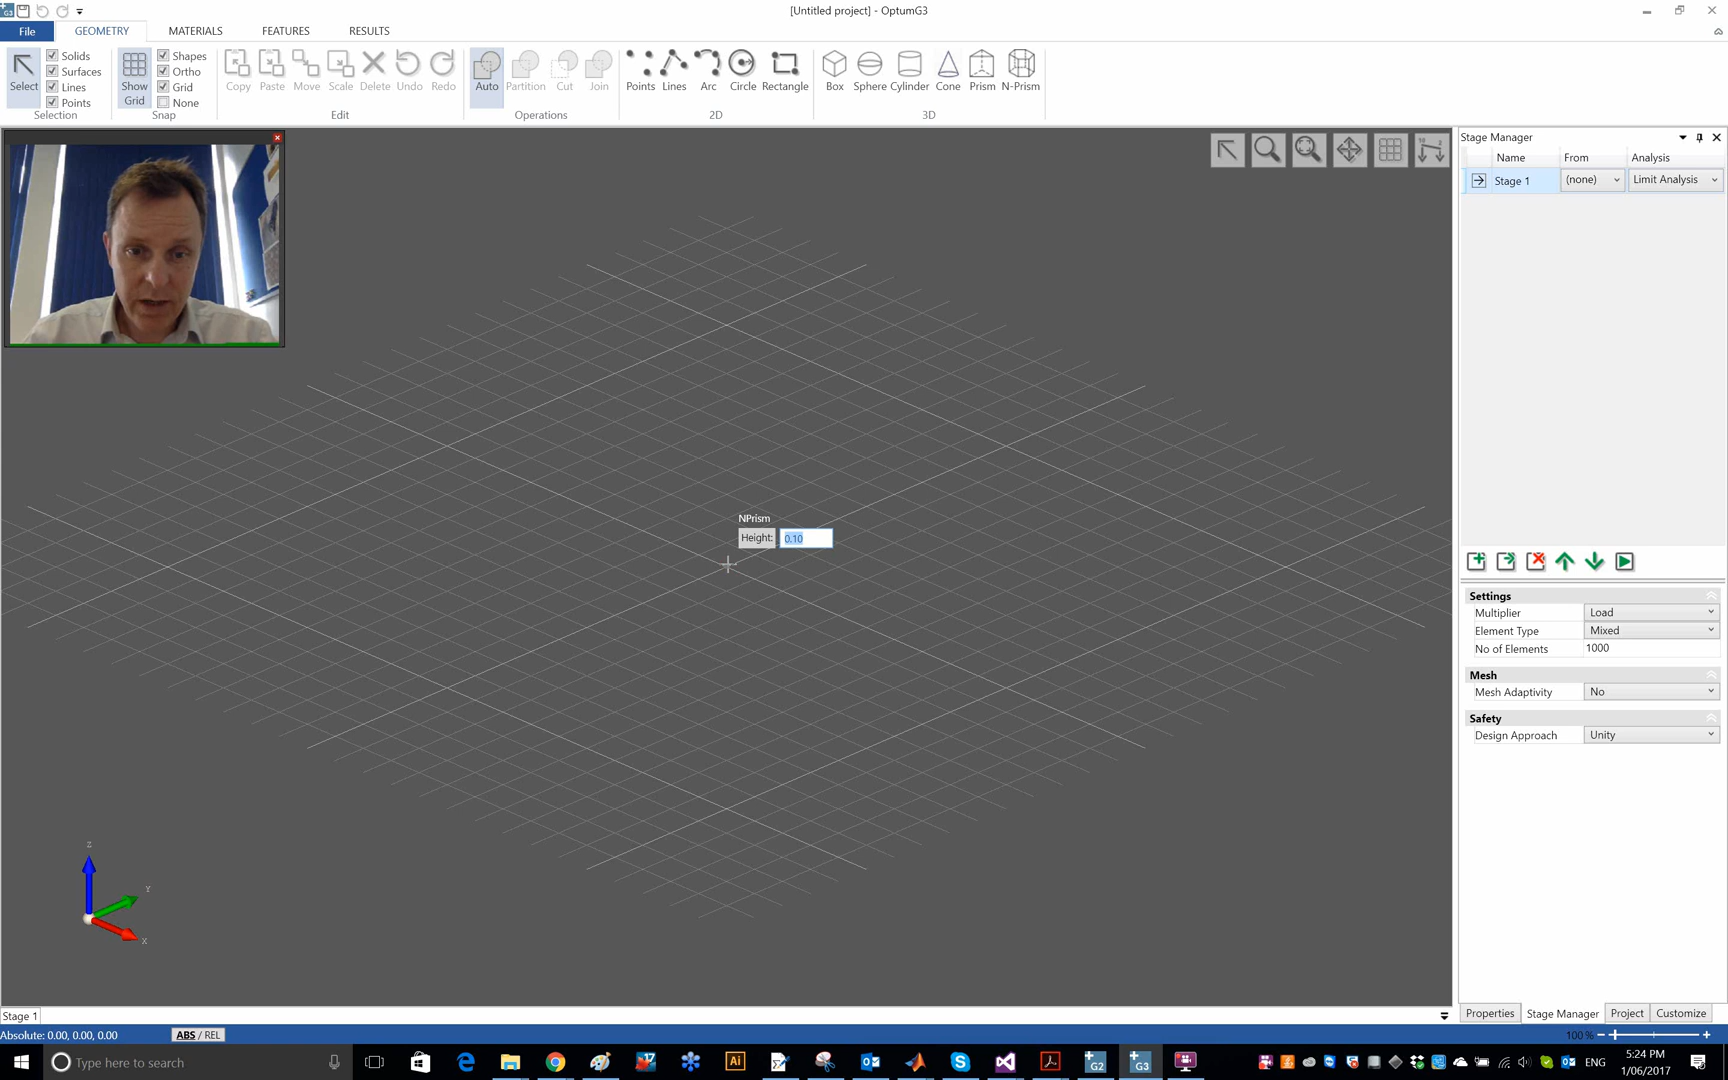 [Untitled project] - OptumG3
File
GEOMETRY
MATERIALS
FEATURES
RESULTS
Select
Solids
Surfaces
Lines
Points
Selection
Show Grid
Shapes
Ortho
Grid
None
Snap
Copy
Paste
Move
Scale
Delete
Undo
Redo
Edit
Auto
Partition
Cut
Join
Operations
Points
Lines
Arc
Circle
Rectangle
2D
Box
Sphere
Cylinder
Cone
Prism
N-Prism
3D
Stage Manager
Name From Analysis
Stage 1 (none) Limit Analysis
NPrism
Height: 0.10
Settings
Multiplier Load
Element Type Mixed
No of Elements 1000
Mesh
Mesh Adaptivity No
Safety
Design Approach Unity
Z
Y
X
Properties
Stage Manager
Project
Customize
Stage 1
Absolute: 0.00, 0.00, 0.00
ABS / REL
100 %
Type here to search
17
Ai
G2
G3
ENG
5:24 PM
1/06/2017